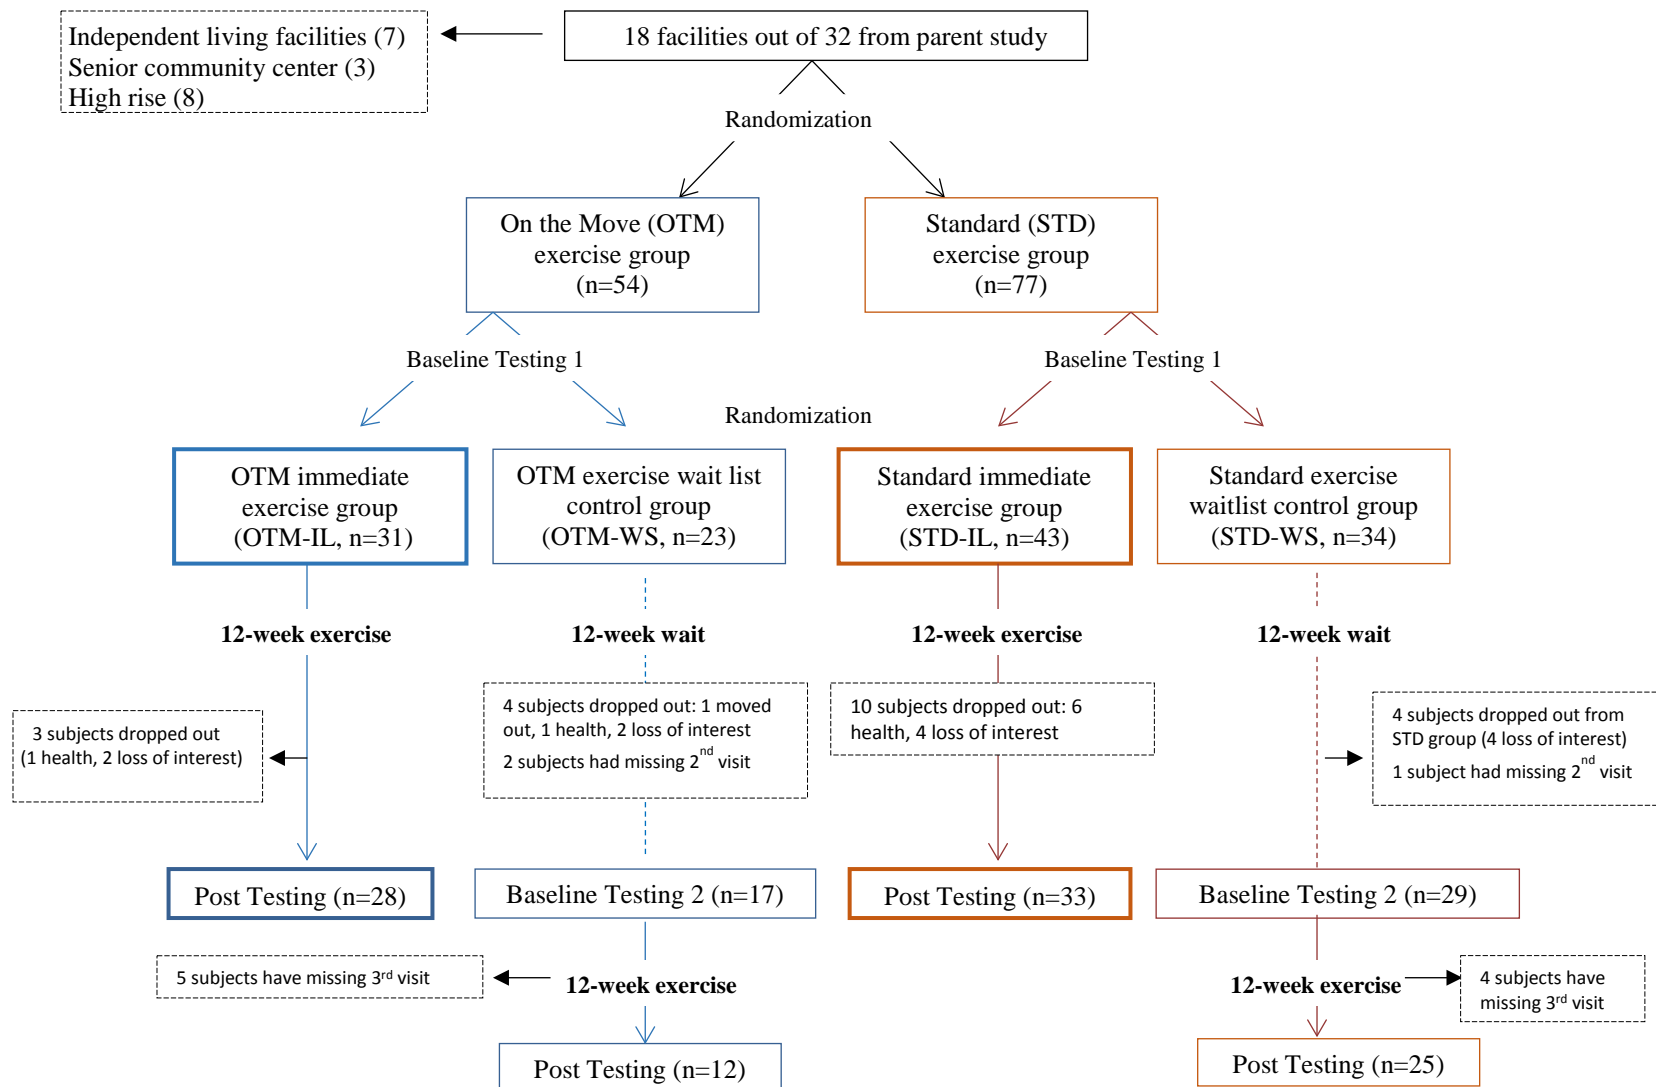 Independent living facilities (7)
Senior community center (3)
High rise (8)
18 facilities out of 32 from parent study
Randomization
On the Move (OTM)
exercise group
(n=54)
Standard (STD)
exercise group
(n=77)
Baseline Testing 1
Baseline Testing 1
Randomization
OTM immediate
exercise group
(OTM-IL, n=31)
OTM exercise wait list
control group
(OTM-WS, n=23)
Standard immediate
exercise group
(STD-IL, n=43)
Standard exercise
waitlist control group
(STD-WS, n=34)
12-week exercise
12-week wait
12-week exercise
12-week wait
3 subjects dropped out
(1 health, 2 loss of interest)
4 subjects dropped out: 1 moved
out, 1 health, 2 loss of interest
2 subjects had missing 2nd visit
10 subjects dropped out: 6
health, 4 loss of interest
4 subjects dropped out from
STD group (4 loss of interest)
1 subject had missing 2nd visit
Post Testing (n=28)
Baseline Testing 2 (n=17)
Post Testing (n=33)
Baseline Testing 2 (n=29)
5 subjects have missing 3rd visit
12-week exercise
12-week exercise
4 subjects have
missing 3rd visit
Post Testing (n=12)
Post Testing (n=25)